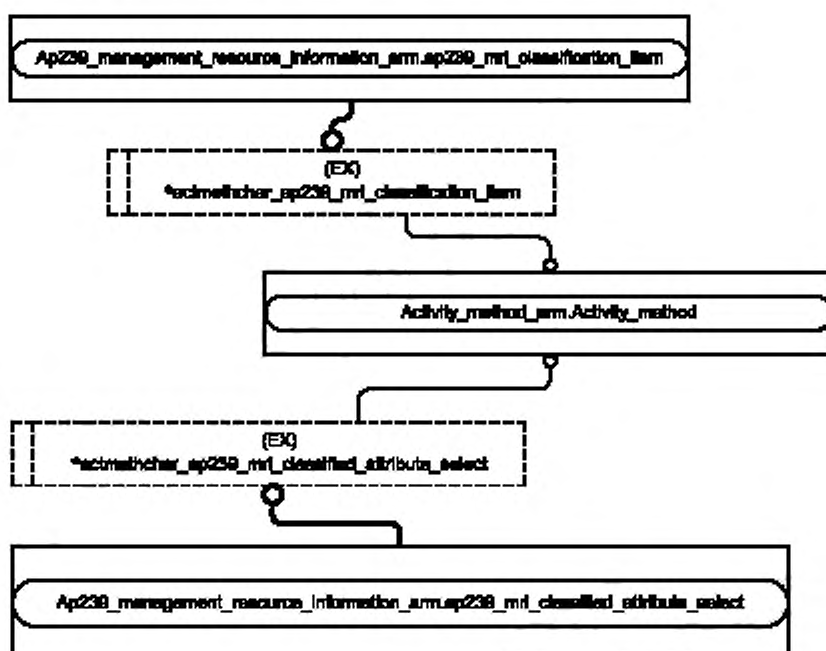 Ap239_management_resource_information_arm.ap239_mri_classification_item
(EX)
*actmethchar_ap239_mri_classification_item
Activity_method_arm.Activity_method
(EX)
*actmethchar_ap239_mri_classified_attribute_select
Ap239_management_resource_information_arm.ap239_mri_classified_attribute_select